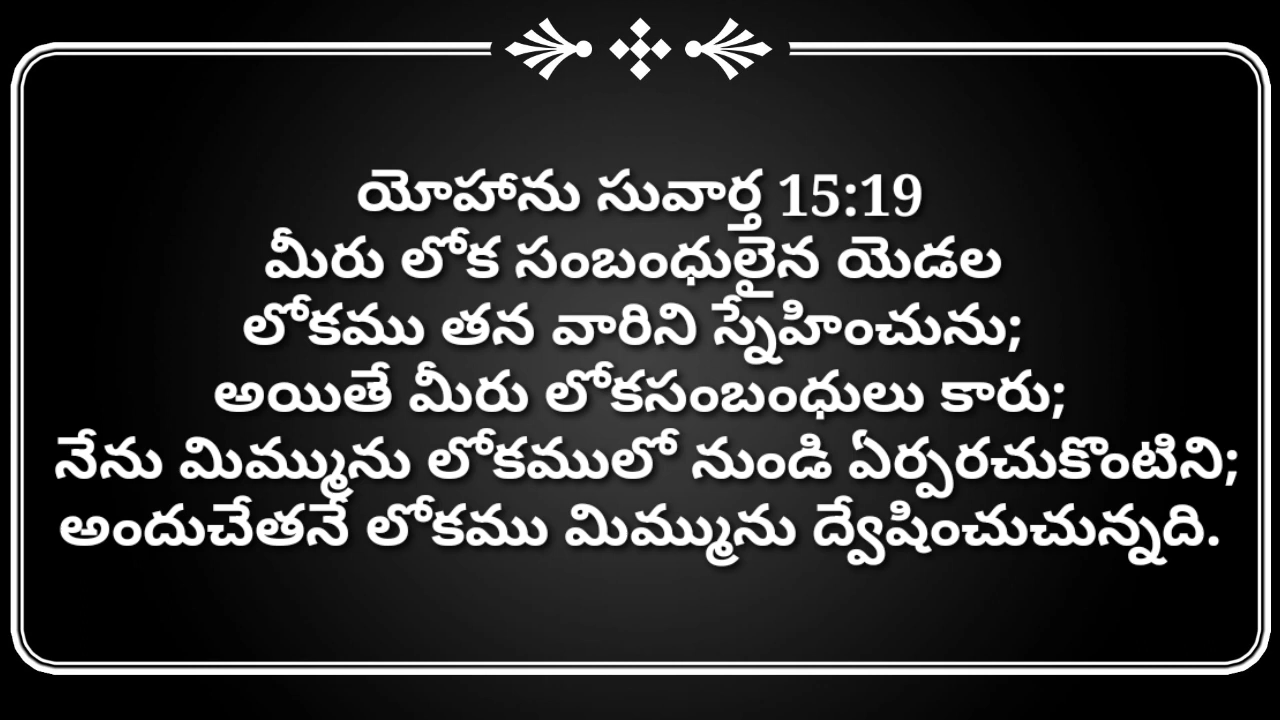 యోహాను సువార్త 15:19
మీరు లోక సంబంధులైన యెడల
లోకము తన వారిని స్నేహించును;
అయితే మీరు లోకసంబంధులు కారు;
నేను మిమ్మును లోకములో నుండి ఏర్పరచుకొంటిని;
అందుచేతనే లోకము మిమ్మును ద్వేషించుచున్నది.